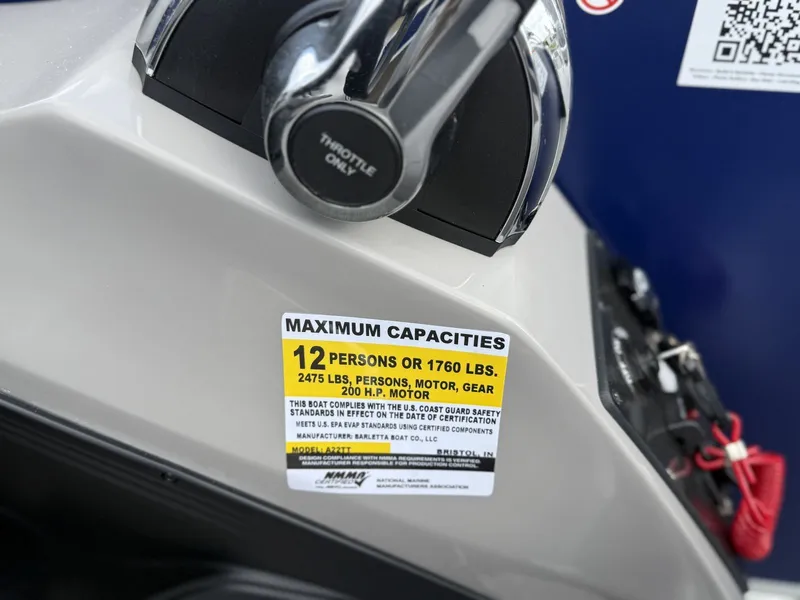 THROTTLE
ONLY
MAXIMUM CAPACITIES
12 PERSONS OR 1760 LBS.
2475 LBS, PERSONS, MOTOR, GEAR
200 H.P. MOTOR
THIS BOAT COMPLIES WITH THE U.S. COAST GUARD SAFETY
STANDARDS IN EFFECT ON THE DATE OF CERTIFICATION
MEETS U.S. EPA EVAP STANDARDS USING CERTIFIED COMPONENTS
MANUFACTURER: BARLETTA BOAT CO., LLC
MODEL: A22TT BRISTOL, IN
DESIGN COMPLIANCE WITH NMMA REQUIREMENTS IS VERIFIED.
MANUFACTURER RESPONSIBLE FOR PRODUCTION CONTROL.
NMMA
CERTIFIED
NATIONAL MARINE
MANUFACTURERS ASSOCIATION